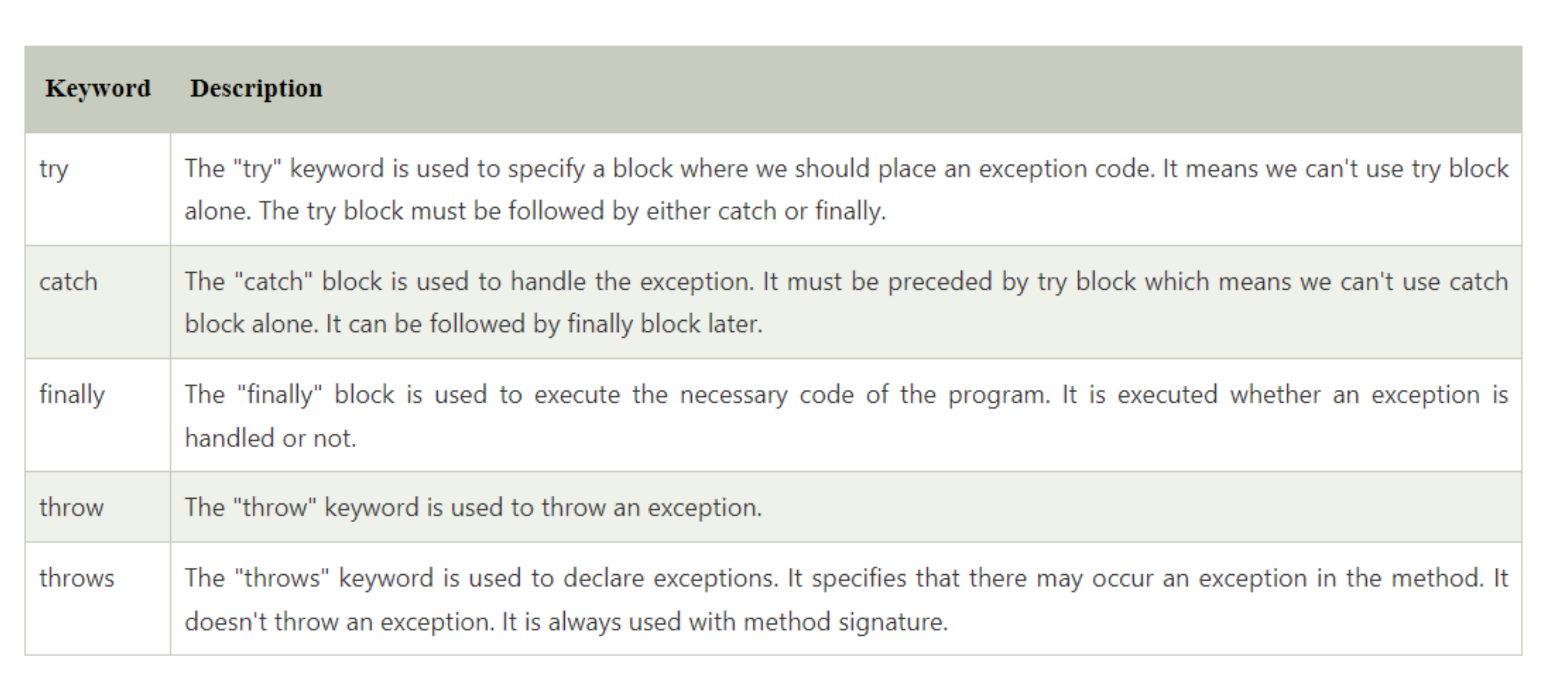 Keyword Description
try The "try" keyword is used to specify a block where we should place an exception code. It means we can't use try block
alone. The try block must be followed by either catch or finally.
catch The "catch" block is used to handle the exception. It must be preceded by try block which means we can't use catch
block alone. It can be followed by finally block later.
finally The "finally" block is used to execute the necessary code of the program. It is executed whether an exception is
handled or not.
throw The "throw" keyword is used to throw an exception.
throws The "throws" keyword is used to declare exceptions. It specifies that there may occur an exception in the method. It
doesn't throw an exception. It is always used with method signature.